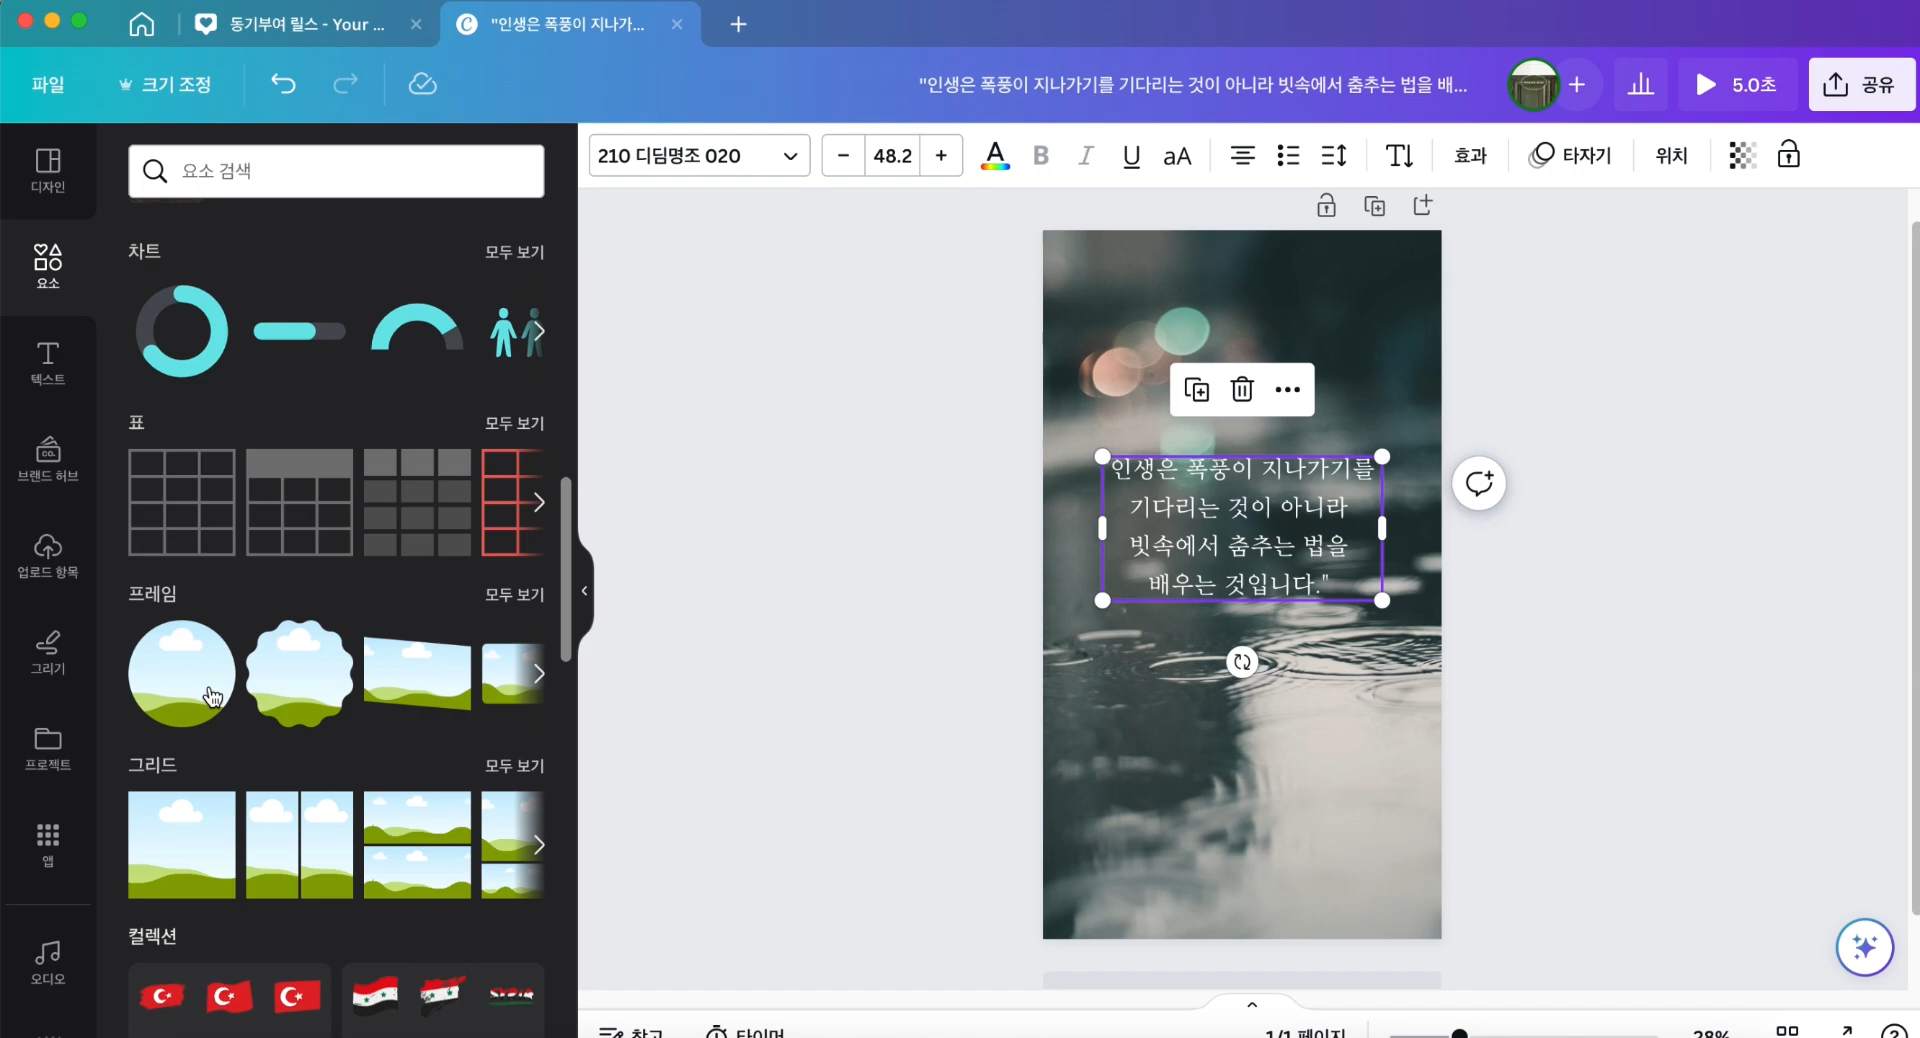 동기부여 릴스 - Your ...
"인생은 폭풍이 지나가...
파일
크기 조정
"인생은 폭풍이 지나가기를 기다리는 것이 아니라 빗속에서 춤추는 법을 배...
5.0초
공유
210 디딤명조 020
48.2
A
B
I
U
aA
효과
타자기
위치
디자인
요소
텍스트
브랜드 허브
업로드 항목
그리기
프로젝트
앱
오디오
요소 검색
차트
모두 보기
표
모두 보기
프레임
모두 보기
그리드
모두 보기
컬렉션
SYRIA
인생은 폭풍이 지나가기를
기다리는 것이 아니라
빗속에서 춤추는 법을
배우는 것입니다."
참고
타이머
1/1 페이지
28%